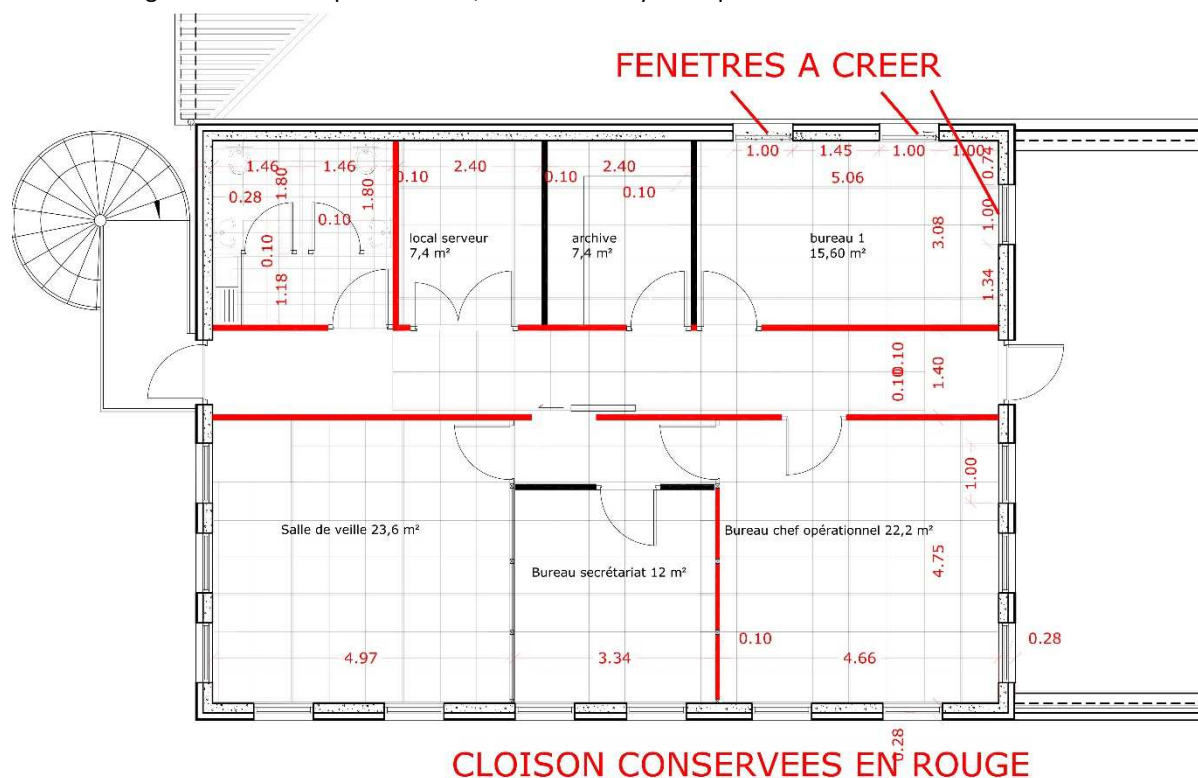 FENETRES A CREER
1.46 1.46 2.40 2.40 1.00 1.45 1.00 1.00
0.74
1.80
0.28
0.10
1.80
0.10
0.10
0.10
5.06
local serveur
7,4 m²
archive
7,4 m²
bureau 1
15,60 m²
3.08
1.00
0.10
1.18
1.34
0.10
0.10
1.40
1.00
Salle de veille 23,6 m²
Bureau secrétariat 12 m²
Bureau chef opérationnel 22,2 m²
4.75
0.10
0.28
4.97 3.34 4.66
0.28
CLOISON CONSERVEES EN ROUGE